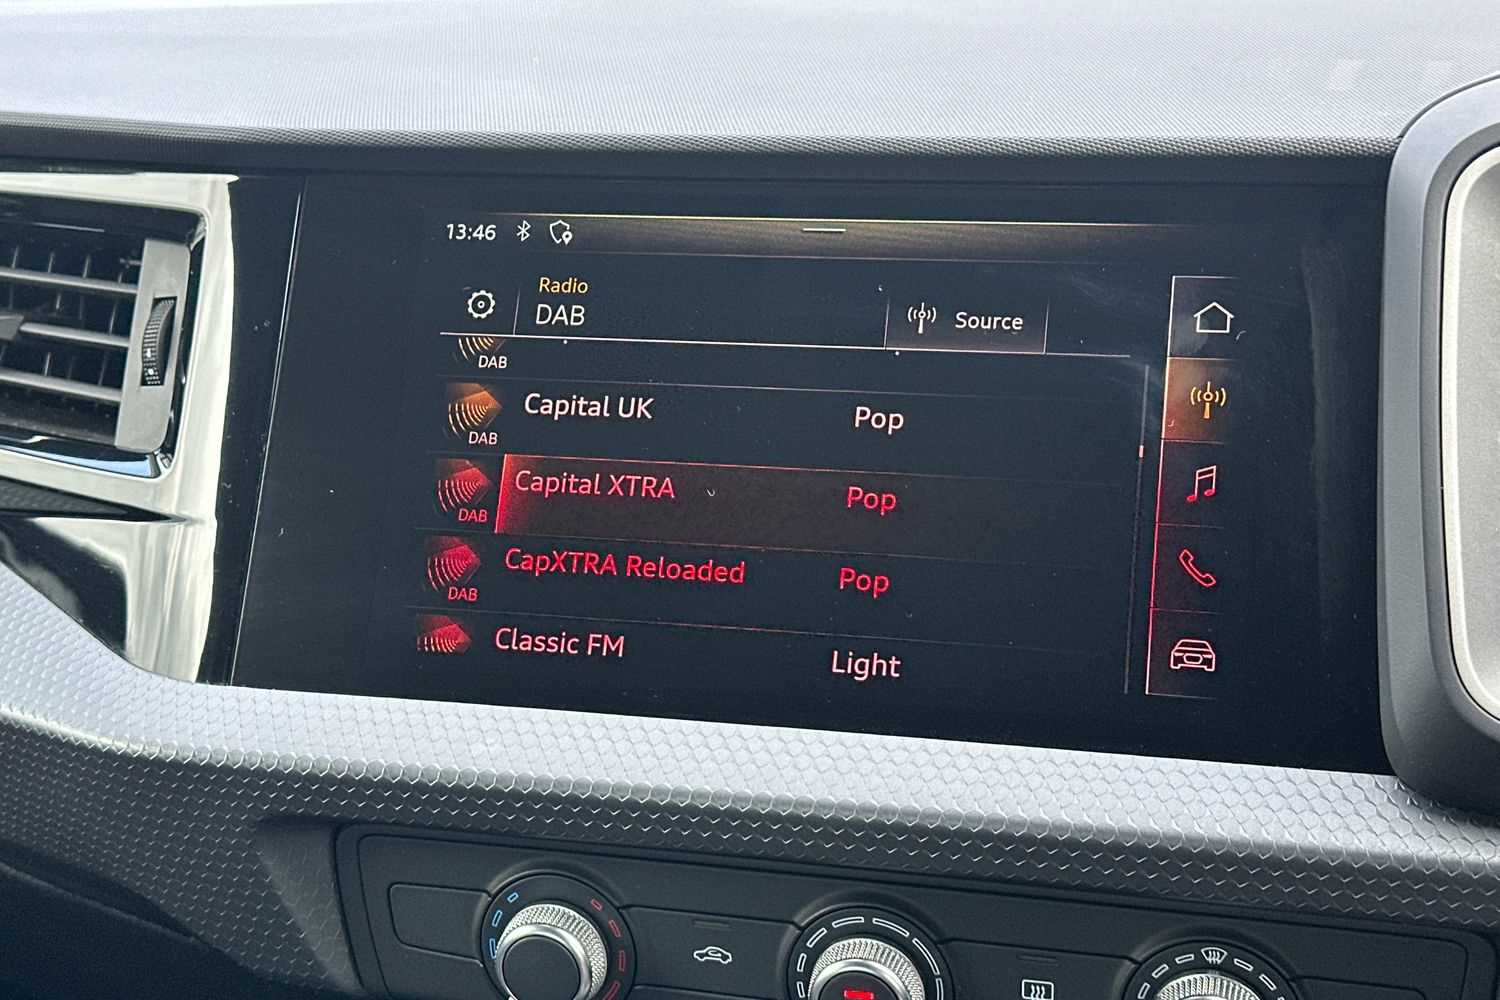 13:46
Radio
DAB
Source
DAB
Capital UK Pop
DAB
Capital XTRA Pop
DAB
CapXTRA Reloaded Pop
DAB
Classic FM Light